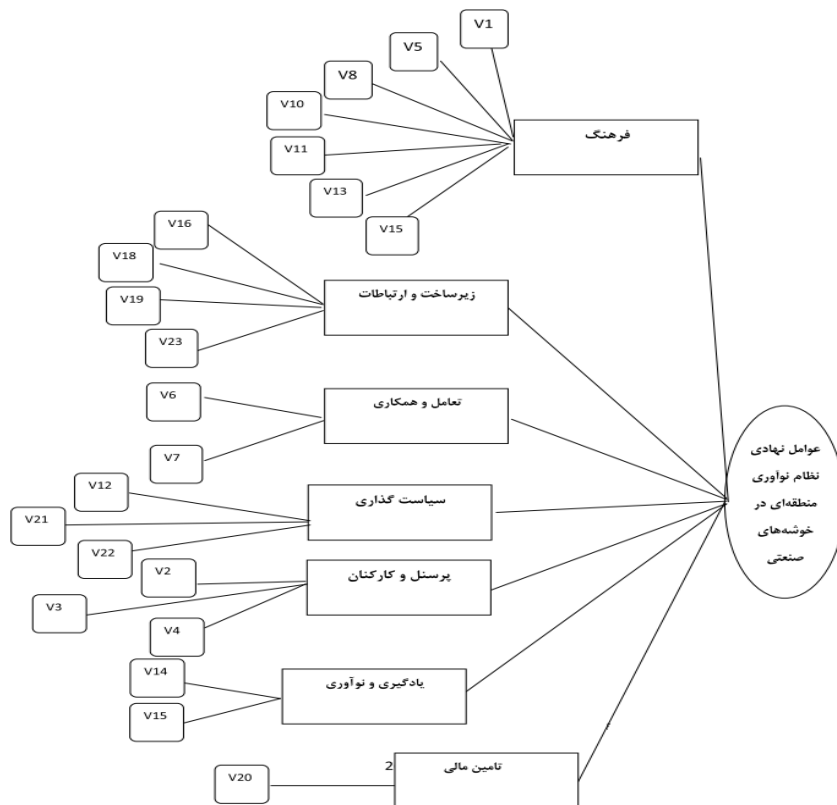 V1
V5
V8
V10
V11
V13
V15
فرهنگ
V16
V18
V19
V23
زیرساخت و ارتباطات
V6
V7
تعامل و همکاری
V12
V21
V22
سیاست گذاری
V2
V3
V4
پرسنل و کارکنان
V14
V15
یادگیری و نوآوری
V20
2
تامین مالی
عوامل نهادی
نظام نوآوری
منطقه‌ای در
خوشه‌های
صنعتی